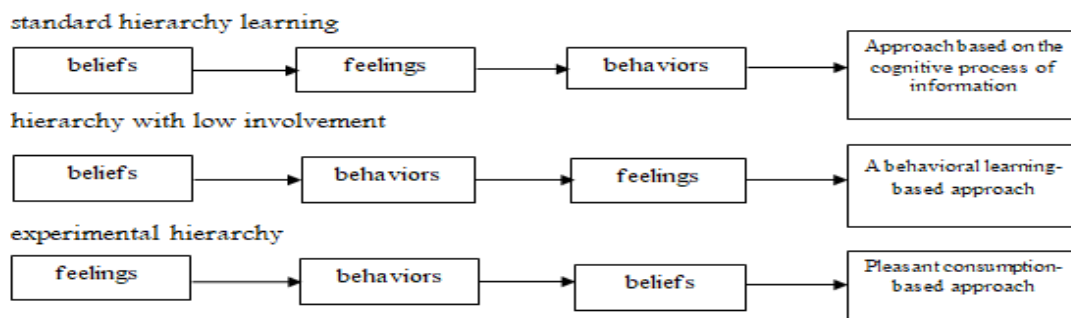 standard hierarchy learning
beliefs
feelings
behaviors
Approach based on the
cognitive process of
information
hierarchy with low involvement
beliefs
behaviors
feelings
A behavioral learning-
based approach
experimental hierarchy
feelings
behaviors
beliefs
Pleasant consumption-
based approach